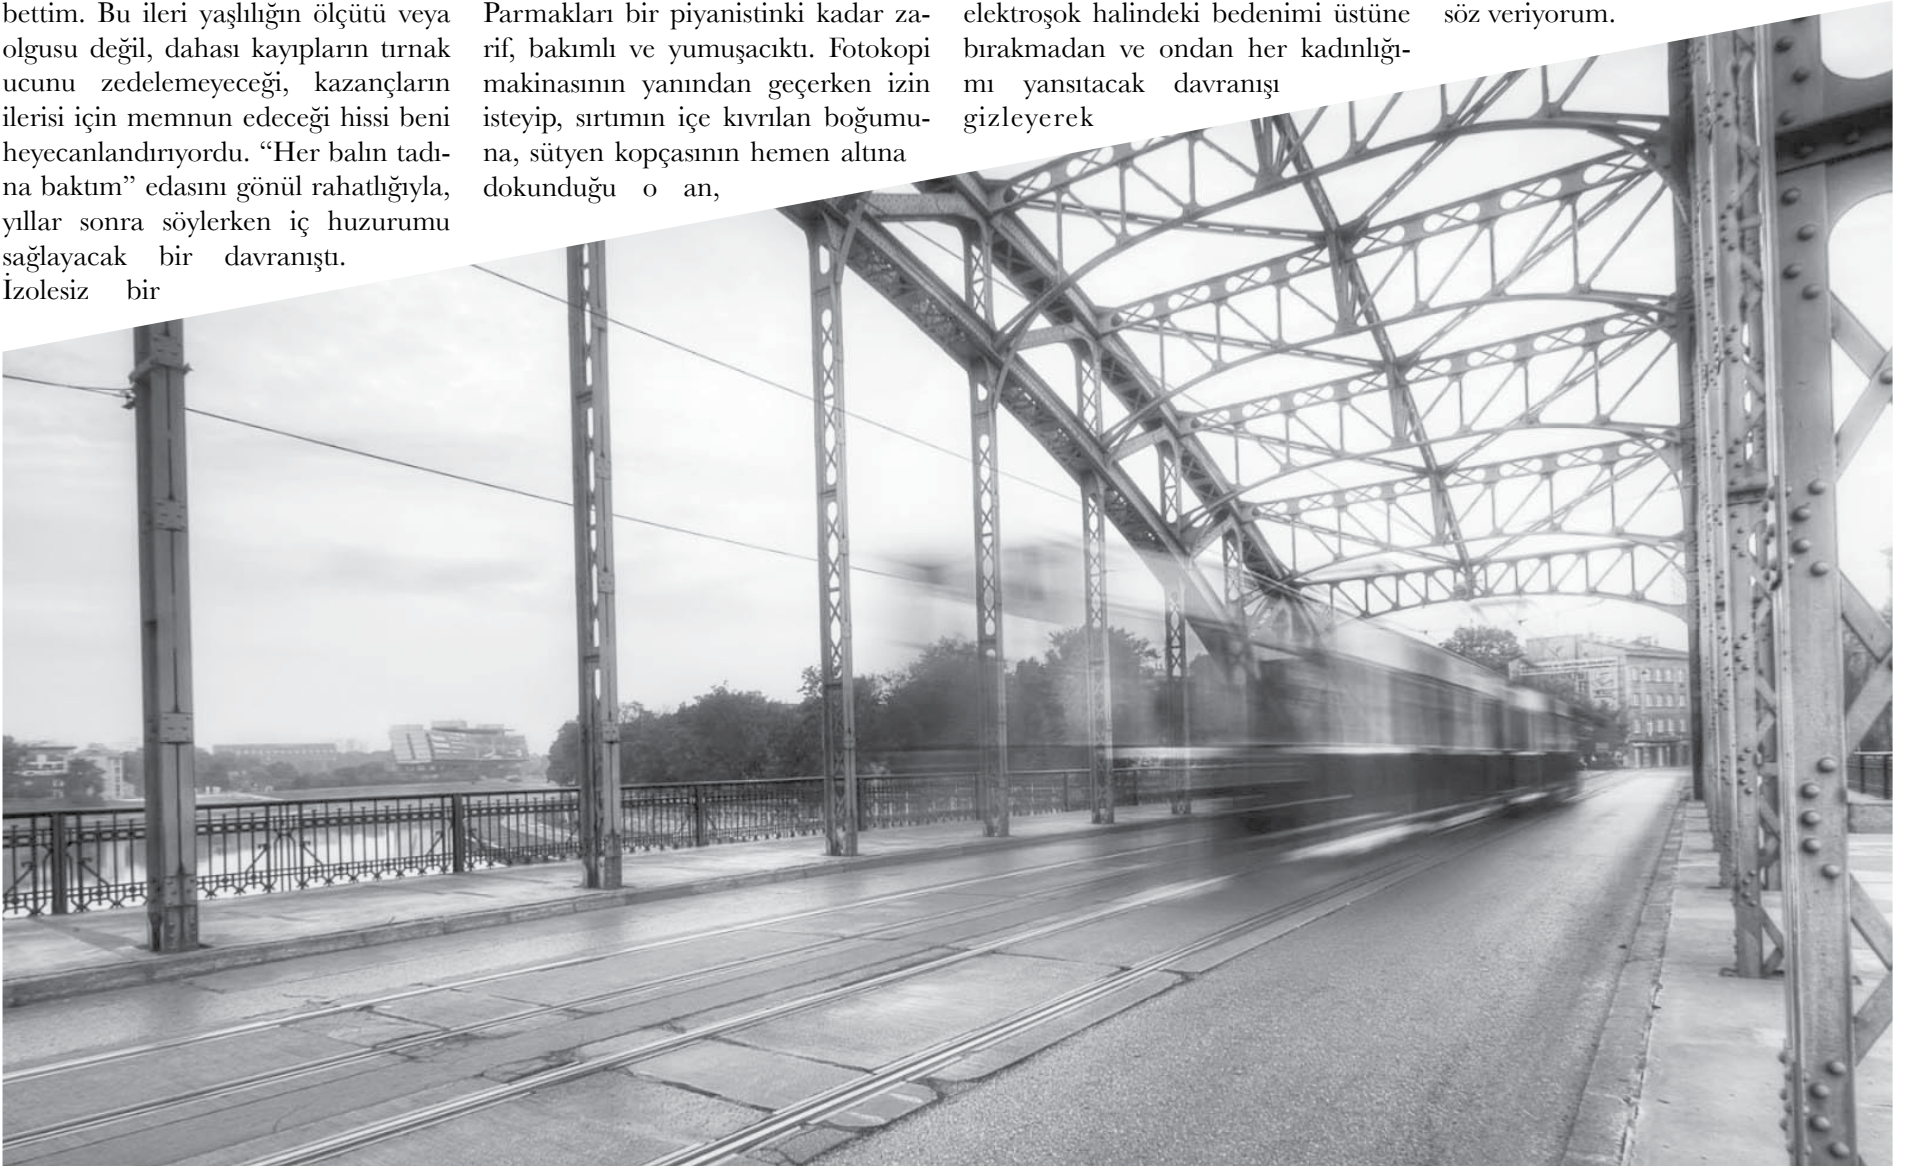 bettim. Bu ileri yaşlılığın ölçütü veya
olgusu değil, dahası kayıpların tırnak
ucunu zedelemeyeceği, kazançların
ilerisi için memnun edeceği hissi beni
heyecanlandırıyordu. “Her balın tadı-
na baktım” edasını gönül rahatlığıyla,
yıllar sonra söylerken iç huzurumu
sağlayacak bir davranıştı.
İzolesiz bir
Parmakları bir piyanistinki kadar za-
rif, bakımlı ve yumuşacıktı. Fotokopi
makinasının yanından geçerken izin
isteyip, sırtımın içe kıvrılan boğumu-
na, sütyen kopçasının hemen altına
dokunduğu o an,
elektroşok halindeki bedenimi üstüne
bırakmadan ve ondan her kadınlığı-
mı yansıtacak davranışı
gizleyerek
söz veriyorum.